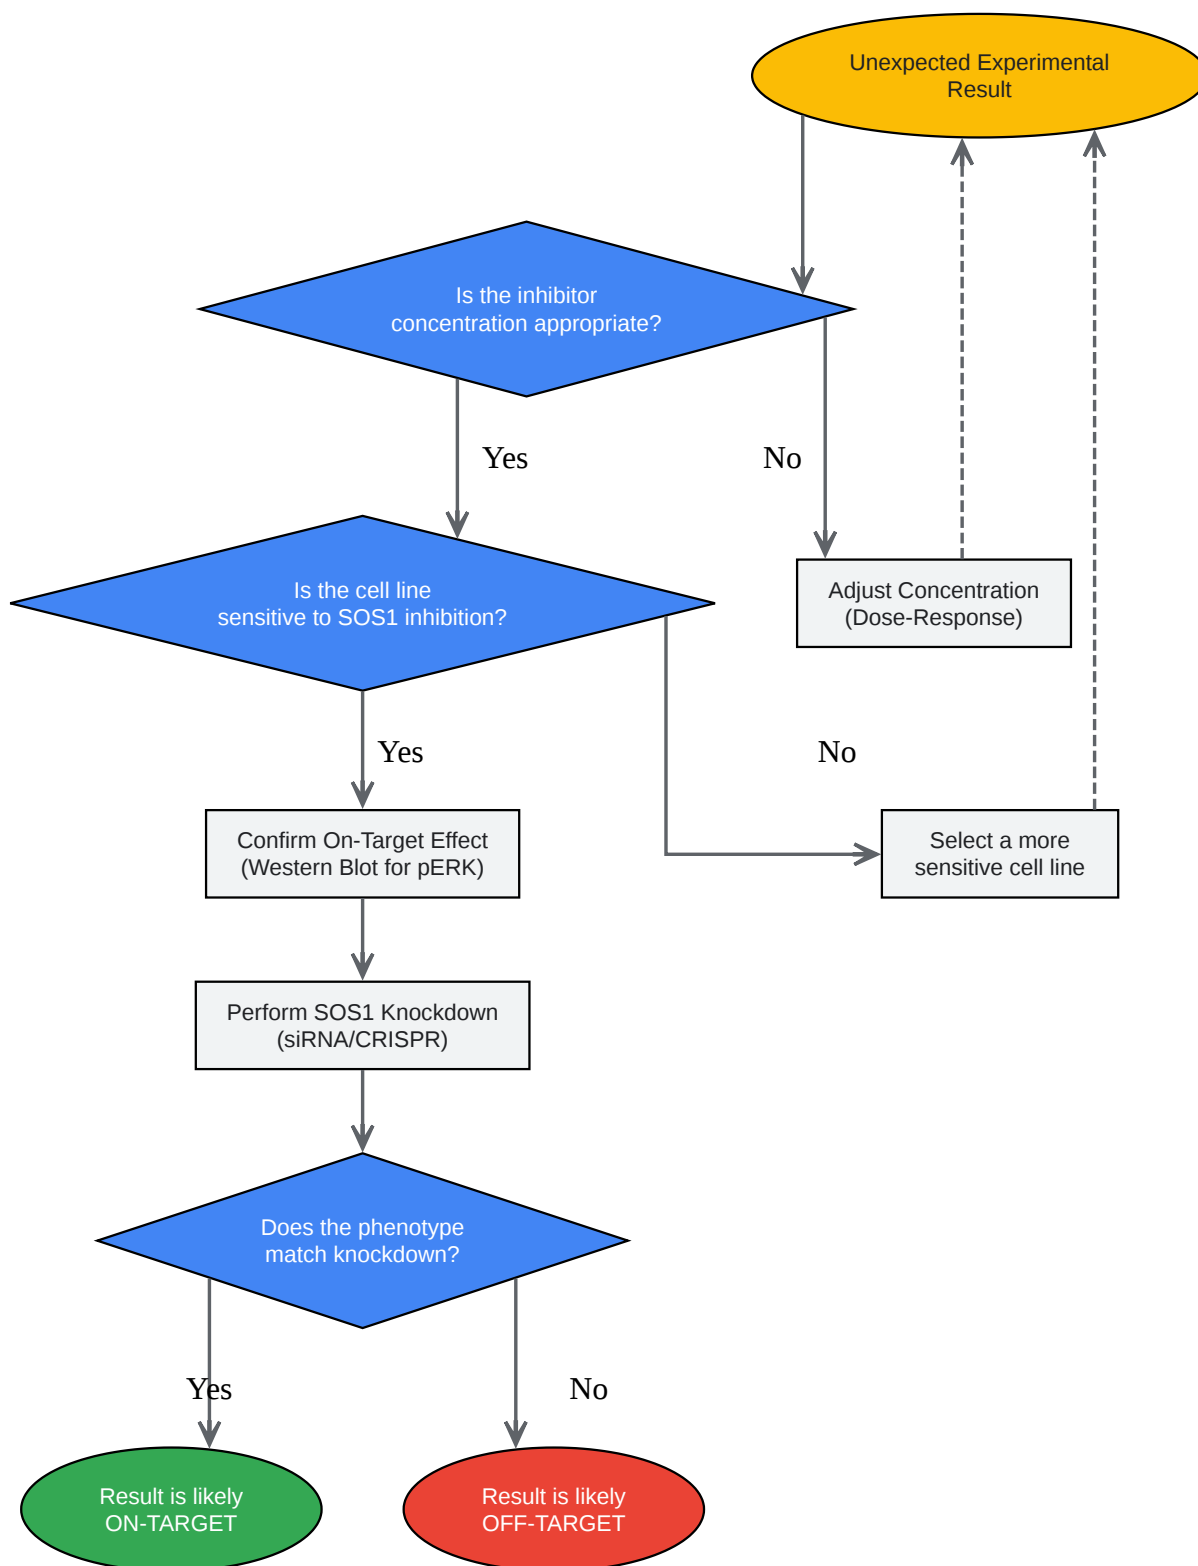 Unexpected Experimental
Result
Is the inhibitor
concentration appropriate?
Yes
No
Is the cell line
sensitive to SOS1 inhibition?
Adjust Concentration
(Dose-Response)
Yes
No
Confirm On-Target Effect
(Western Blot for pERK)
Select a more
sensitive cell line
Perform SOS1 Knockdown
(siRNA/CRISPR)
Does the phenotype
match knockdown?
Yes
No
Result is likely
ON-TARGET
Result is likely
OFF-TARGET